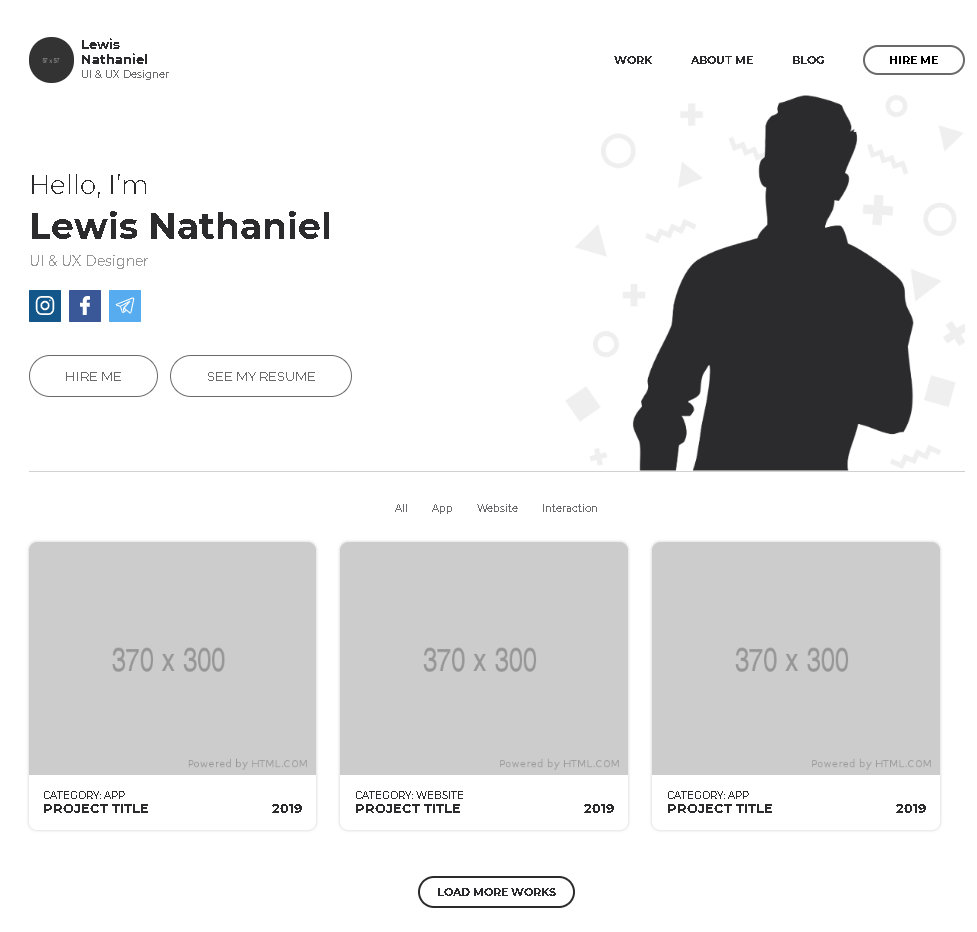 57 x 57
Lewis
Nathaniel
UI & UX Designer
WORK ABOUT ME BLOG HIRE ME
Hello, I'm
Lewis Nathaniel
UI & UX Designer
HIRE ME SEE MY RESUME
All App Website Interaction
370 x 300 370 x 300 370 x 300
Powered by HTML.COM Powered by HTML.COM Powered by HTML.COM
CATEGORY: APP CATEGORY: WEBSITE CATEGORY: APP
PROJECT TITLE 2019 PROJECT TITLE 2019 PROJECT TITLE 2019
LOAD MORE WORKS